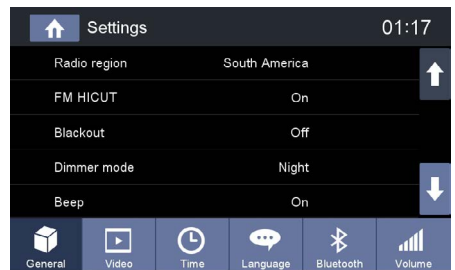 Settings 01:17
Radio region South America
FM HICUT On
Blackout Off
Dimmer mode Night
Beep On
General Video Time Language Bluetooth Volume